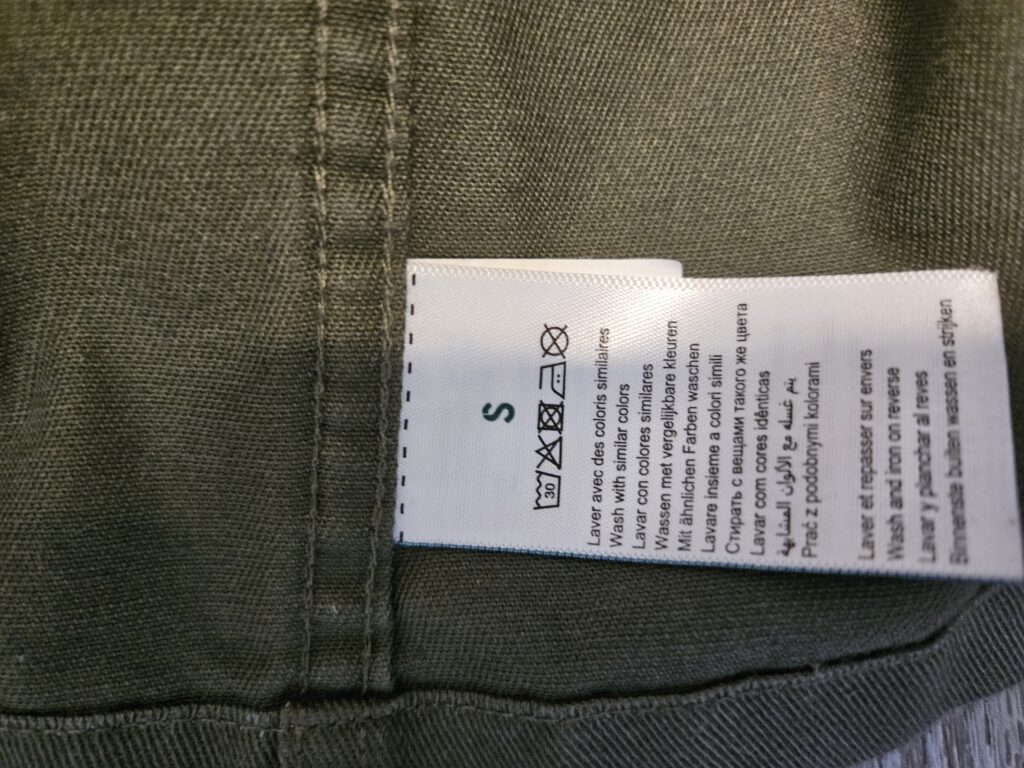 S
30
Laver avec des coloris similaires
Wash with similar colors
Lavar con colores similares
Wassen met vergelijkbare kleuren
Mit ähnlichen Farben waschen
Lavare insieme a colori simili
Стирать с вещами такого же цвета
Lavar com cores idênticas
يتم غسله مع الالوان المشابهة
Prać z podobnymi kolorami
Laver et repasser sur envers
Wash and iron on reverse
Lavar y planchar al reves
Binnenste buiten wassen en strijken